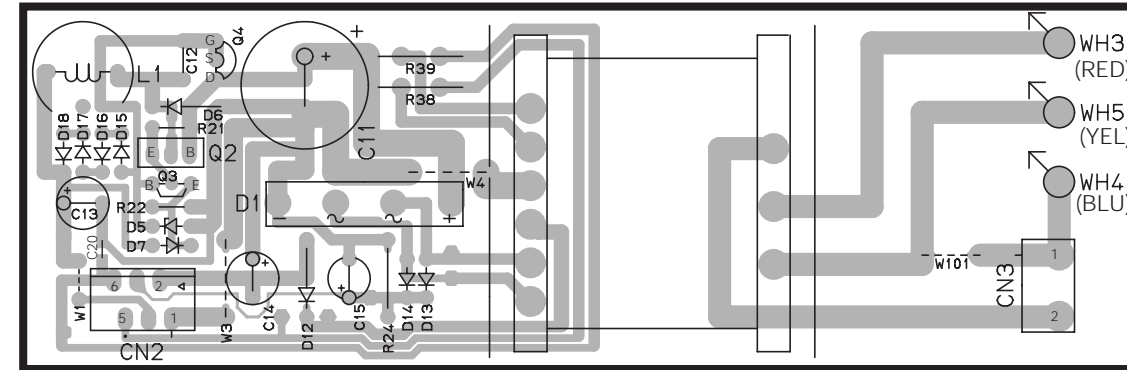 G
S
D
Q4
C12
L1
+
+
C11
R39
R38
WH3
(RED)
WH5
(YEL)
WH4
(BLU)
D18
D17
D16
D15
D6
R21
E
B
Q2
Q3
B
E
+
C13
R22
D5
D7
C20
D1
−
~
~
+
W4
W1
6
2
5
1
CN2
W3
+
C14
D12
+
C15
R24
D14
D13
W101
CN3
1
2